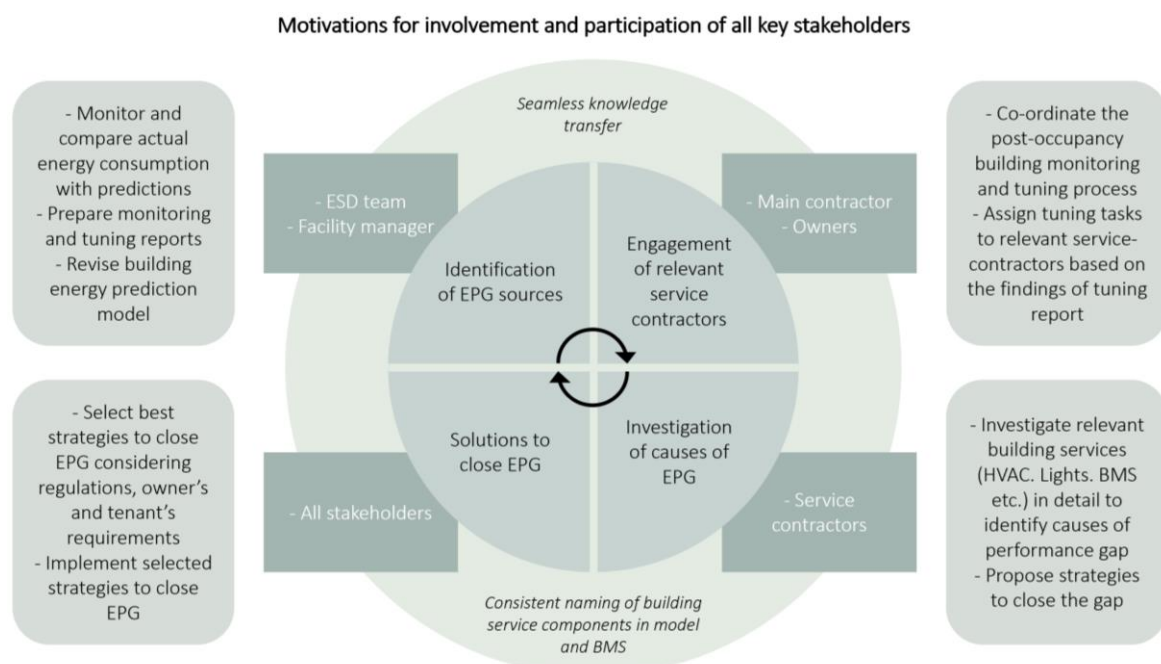 Motivations for involvement and participation of all key stakeholders
- Monitor and
compare actual
energy consumption
with predictions
- Prepare monitoring
and tuning reports
- Revise building
energy prediction
model
- ESD team
- Facility manager
Seamless knowledge
transfer
Identification
of EPG sources
Engagement
of relevant
service
contractors
- Main contractor
- Owners
- Co-ordinate the
post-occupancy
building monitoring
and tuning process
- Assign tuning tasks
to relevant service-
contractors based on
the findings of tuning
report
- Select best
strategies to close
EPG considering
regulations, owner’s
and tenant’s
requirements
- Implement selected
strategies to close
EPG
- All stakeholders
Solutions to
close EPG
Investigation
of causes of
EPG
- Service
contractors
- Investigate relevant
building services
(HVAC. Lights. BMS
etc.) in detail to
identify causes of
performance gap
- Propose strategies
to close the gap
Consistent naming of building
service components in model
and BMS